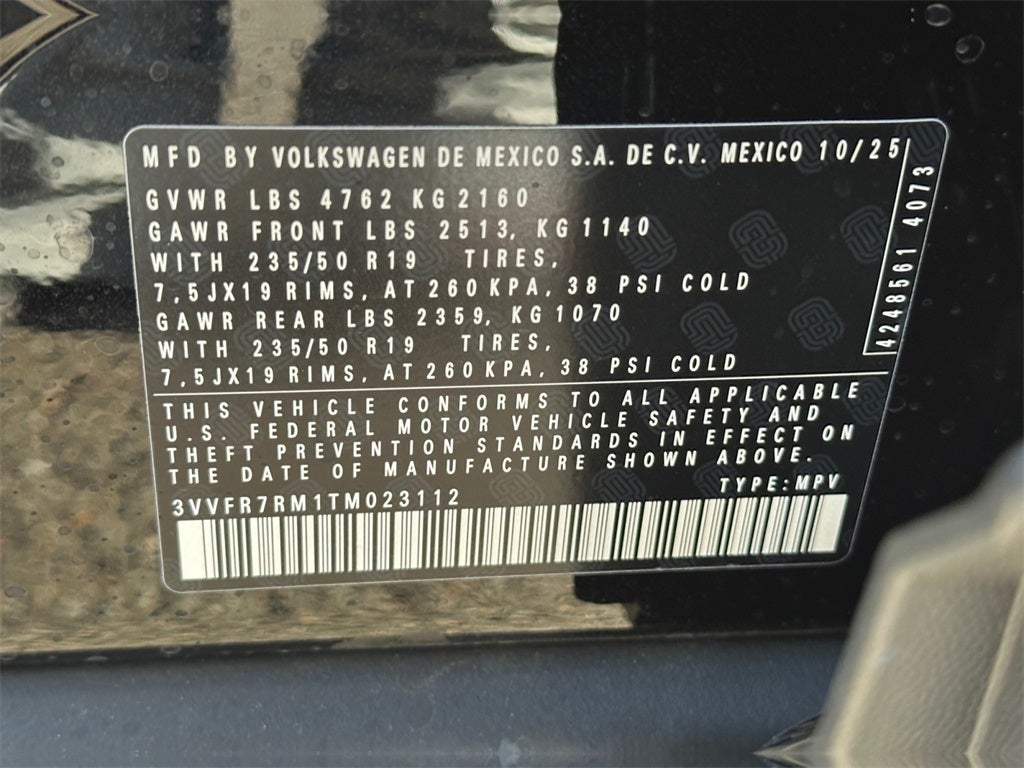 MFD BY VOLKSWAGEN DE MEXICO S.A. DE C.V. MEXICO 10/25
GVWR LBS 4762 KG 2160
GAWR FRONT LBS 2513, KG 1140
WITH 235/50 R19 TIRES,
7,5JX19 RIMS, AT 260 KPA, 38 PSI COLD
GAWR REAR LBS 2359, KG 1070
WITH 235/50 R19 TIRES,
7,5JX19 RIMS, AT 260 KPA, 38 PSI COLD
4248561 4073
THIS VEHICLE CONFORMS TO ALL APPLICABLE
U.S. FEDERAL MOTOR VEHICLE SAFETY AND
THEFT PREVENTION STANDARDS IN EFFECT ON
THE DATE OF MANUFACTURE SHOWN ABOVE.
TYPE:MPV
3VVFR7RM1TM023112